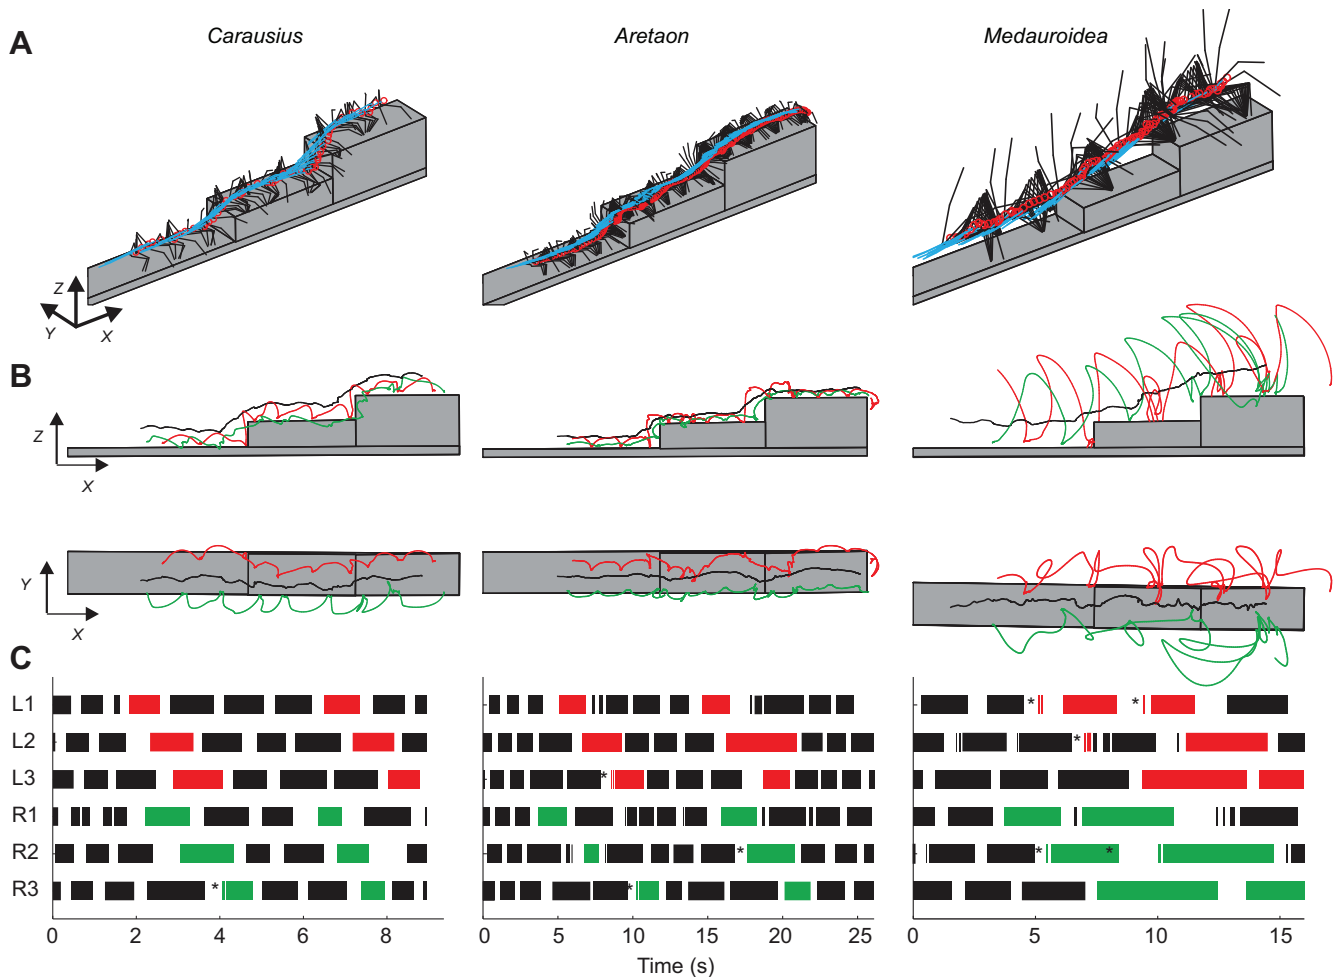 A
Carausius
Aretaon
Medauroidea
Z
Y
X
B
Z
X
Y
X
C
L1
L2
L3
R1
R2
R3
* * * * * * * * *
0 2 4 6 8
0 5 10 15 20 25
0 5 10 15
Time (s)